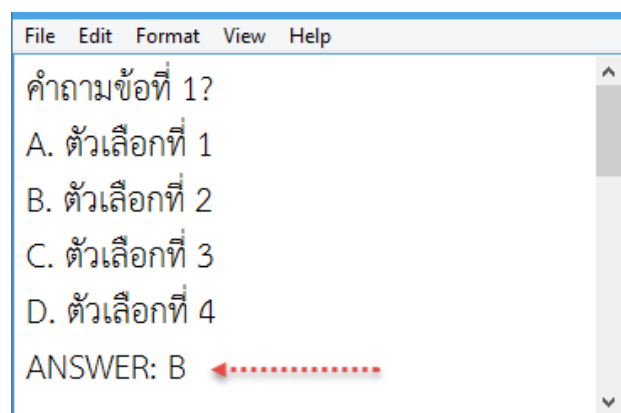 File Edit Format View Help
คำถามข้อที่ 1?
A. ตัวเลือกที่ 1
B. ตัวเลือกที่ 2
C. ตัวเลือกที่ 3
D. ตัวเลือกที่ 4
ANSWER: B